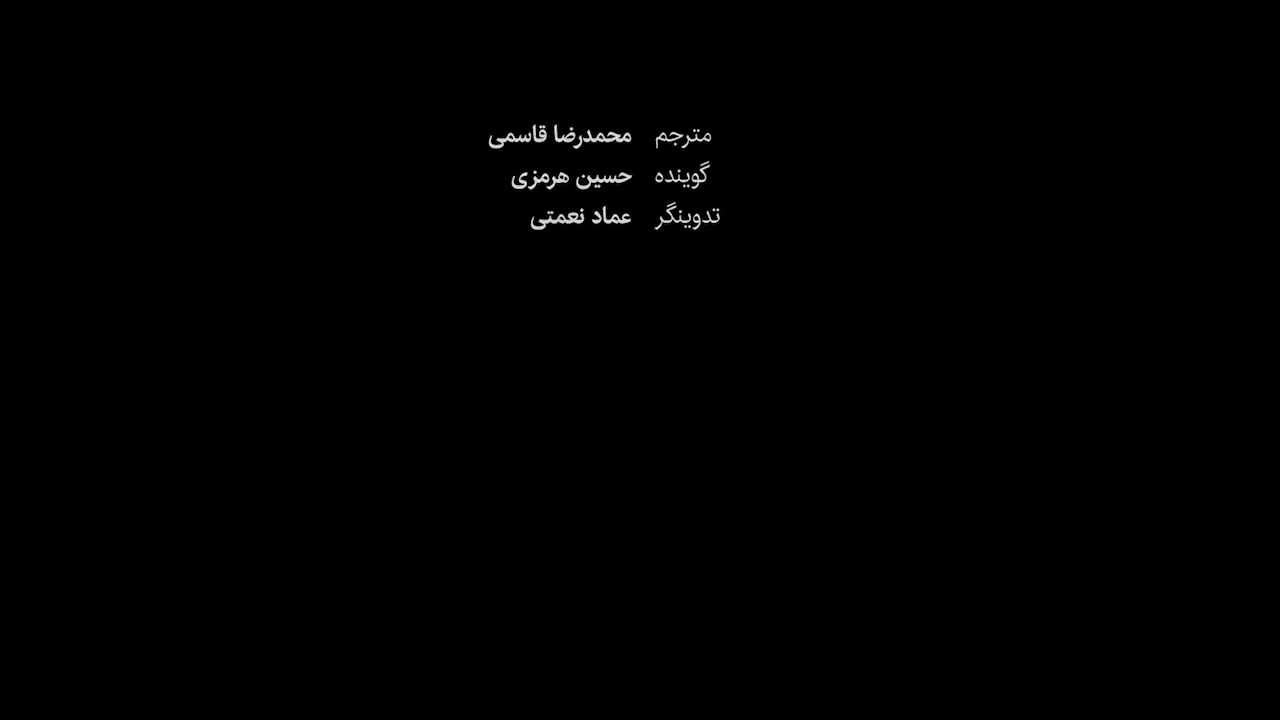 مترجم محمدرضا قاسمی
گوینده حسین هرمزی
تدوینگر عماد نعمتی